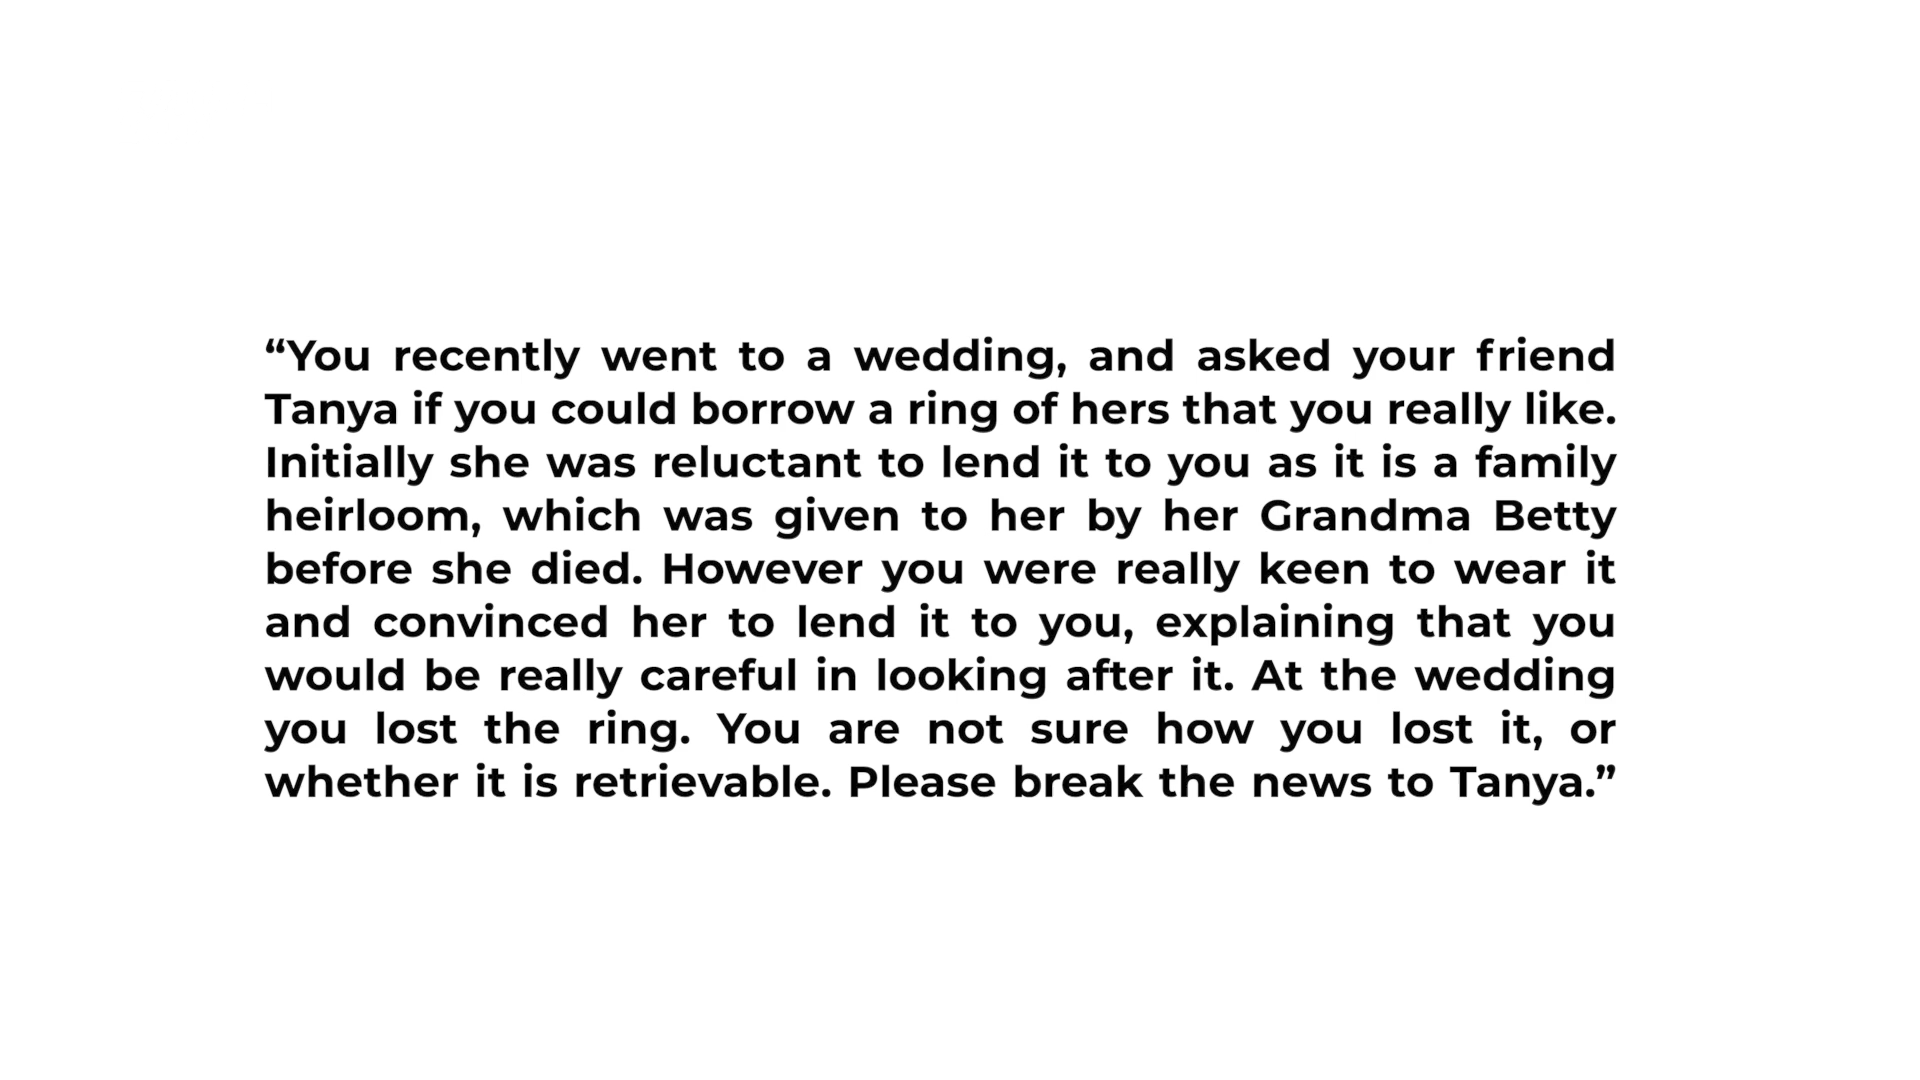 “You recently went to a wedding, and asked your friend
Tanya if you could borrow a ring of hers that you really like.
Initially she was reluctant to lend it to you as it is a family
heirloom, which was given to her by her Grandma Betty
before she died. However you were really keen to wear it
and convinced her to lend it to you, explaining that you
would be really careful in looking after it. At the wedding
you lost the ring. You are not sure how you lost it, or
whether it is retrievable. Please break the news to Tanya.”